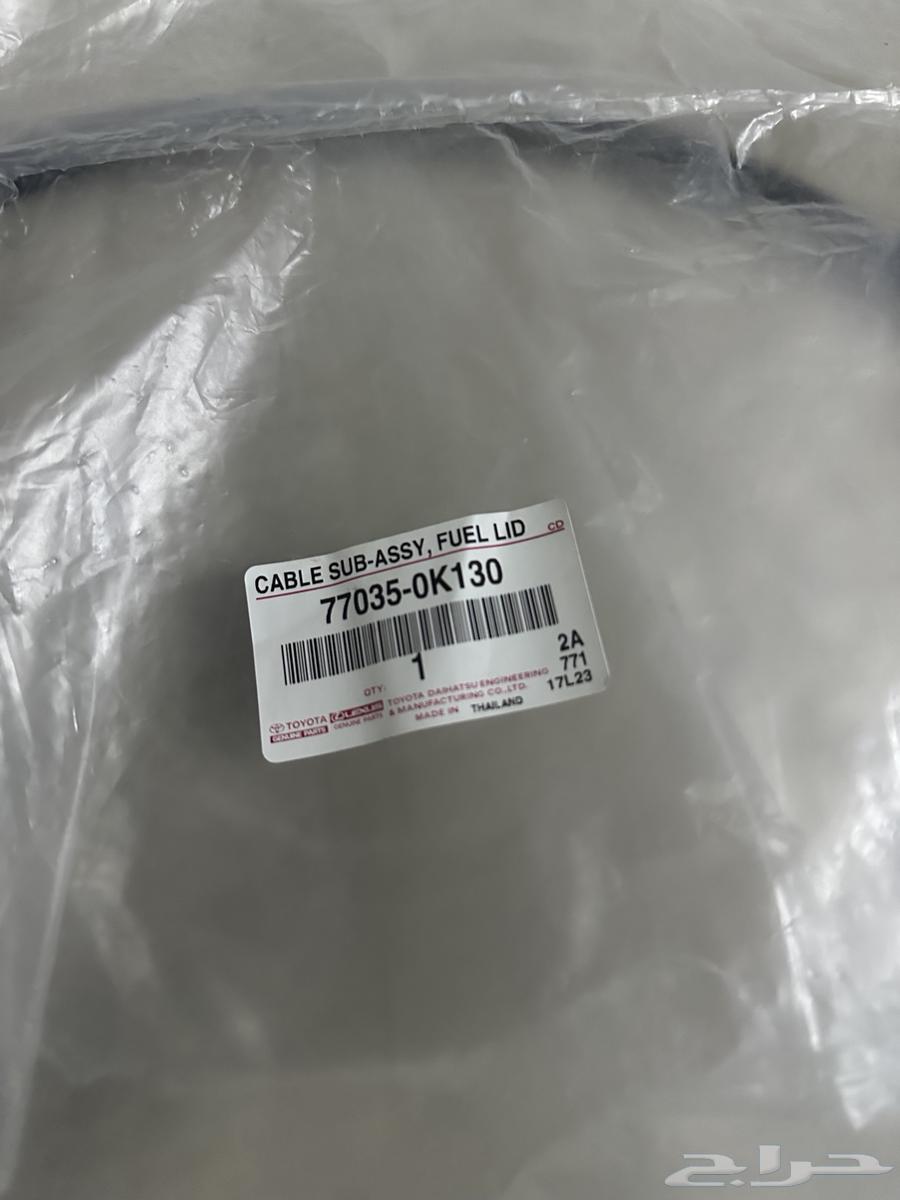 CABLE SUB-ASSY, FUEL LID CD
77035-0K130
2A
QTY: 1 771
TOYOTA GENUINE PARTS
LEXUS GENUINE PARTS
TOYOTA DAIHATSU ENGINEERING
& MANUFACTURING CO.,LTD. 17L23
MADE IN THAILAND
حراج